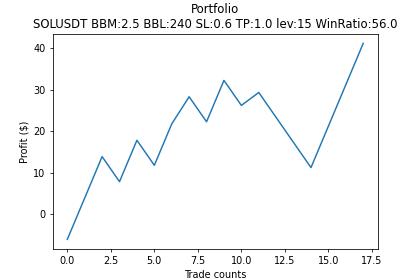 Portfolio
SOLUSDT BBM:2.5 BBL:240 SL:0.6 TP:1.0 lev:15 WinRatio:56.0
40
30
20
10
0
Profit ($)
0.0 2.5 5.0 7.5 10.0 12.5 15.0 17.5
Trade counts